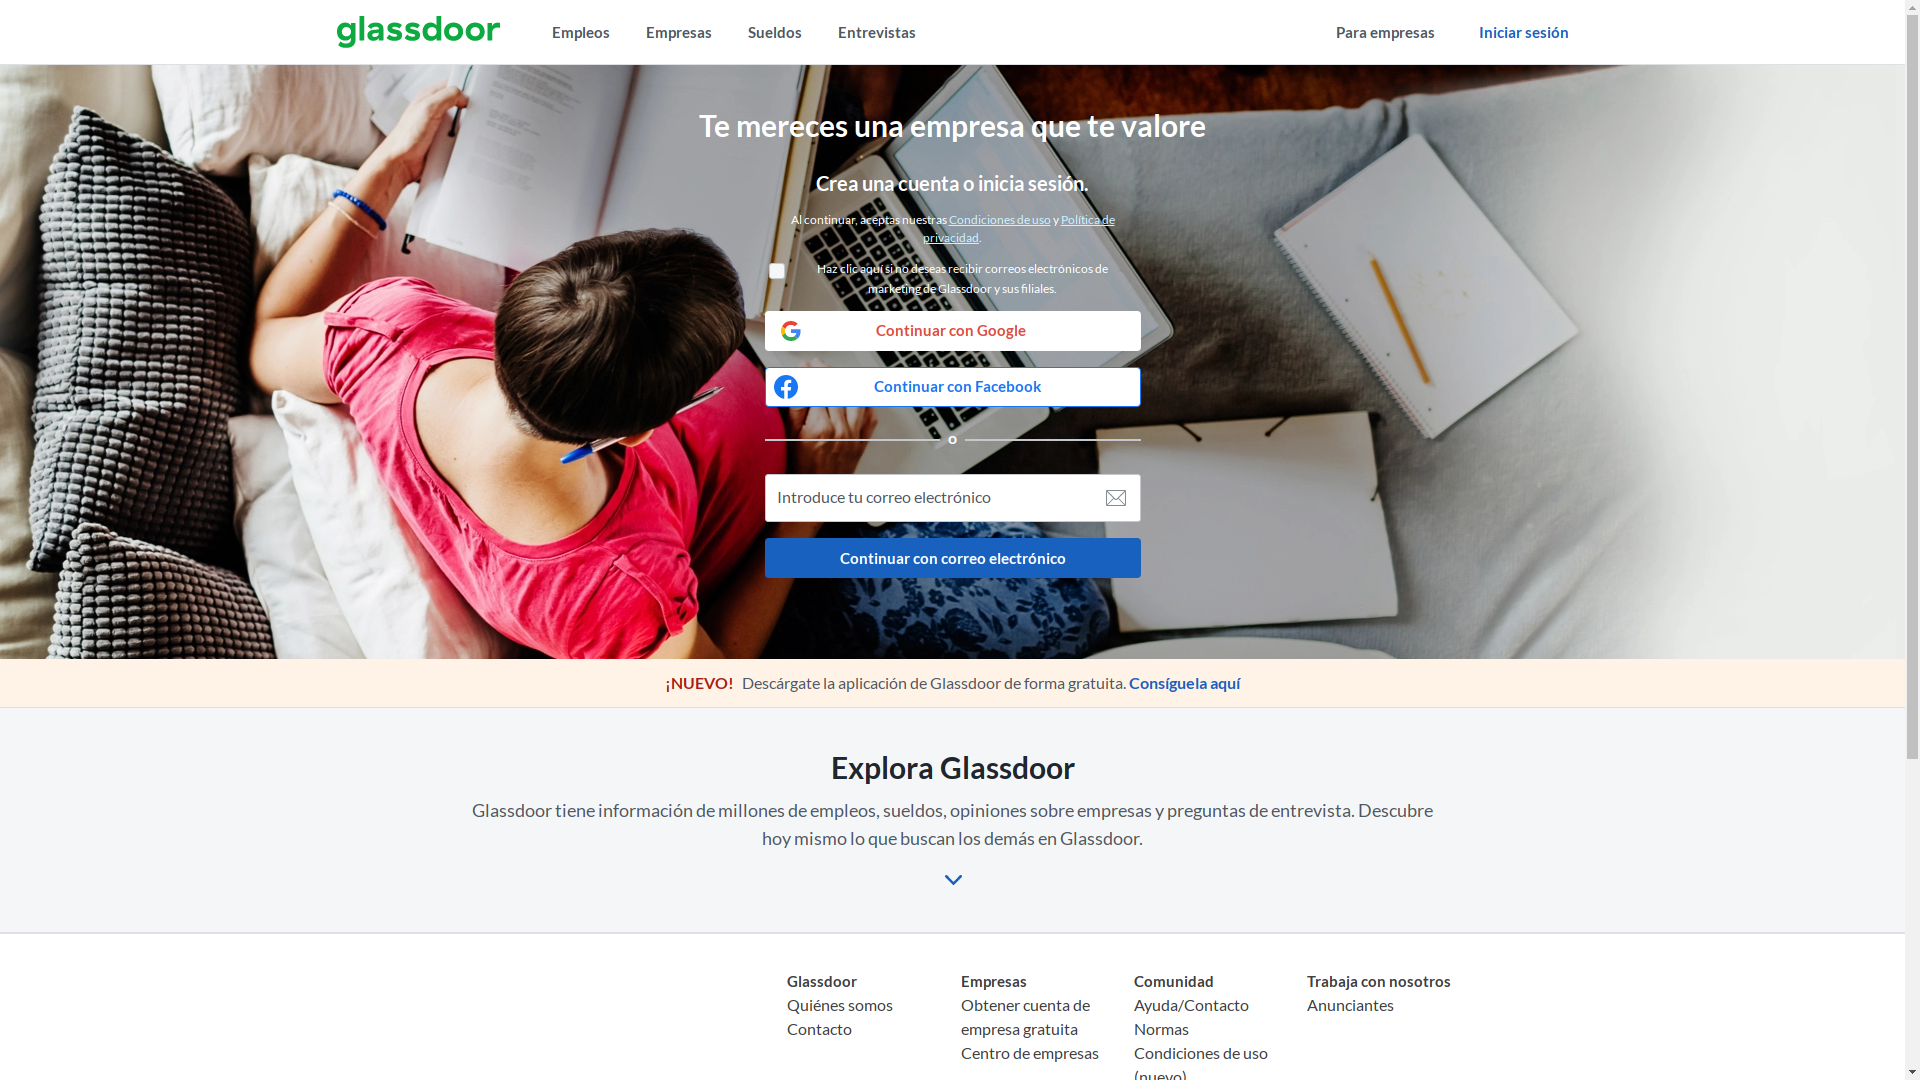 glassdoor
Empleos
Empresas
Sueldos
Entrevistas
Para empresas
Iniciar sesión
Te mereces una empresa que te valore
Crea una cuenta o inicia sesión.
Al continuar, aceptas nuestras Condiciones de uso y Política de
privacidad.
Haz clic aquí si no deseas recibir correos electrónicos de
marketing de Glassdoor y sus filiales.
Continuar con Google
Continuar con Facebook
o
Introduce tu correo electrónico
Continuar con correo electrónico
¡NUEVO! Descárgate la aplicación de Glassdoor de forma gratuita. Consíguela aquí
Explora Glassdoor
Glassdoor tiene información de millones de empleos, sueldos, opiniones sobre empresas y preguntas de entrevista. Descubre
hoy mismo lo que buscan los demás en Glassdoor.
Glassdoor
Quiénes somos
Contacto
Empresas
Obtener cuenta de
empresa gratuita
Centro de empresas
Comunidad
Ayuda/Contacto
Normas
Condiciones de uso
(nuevo)
Trabaja con nosotros
Anunciantes